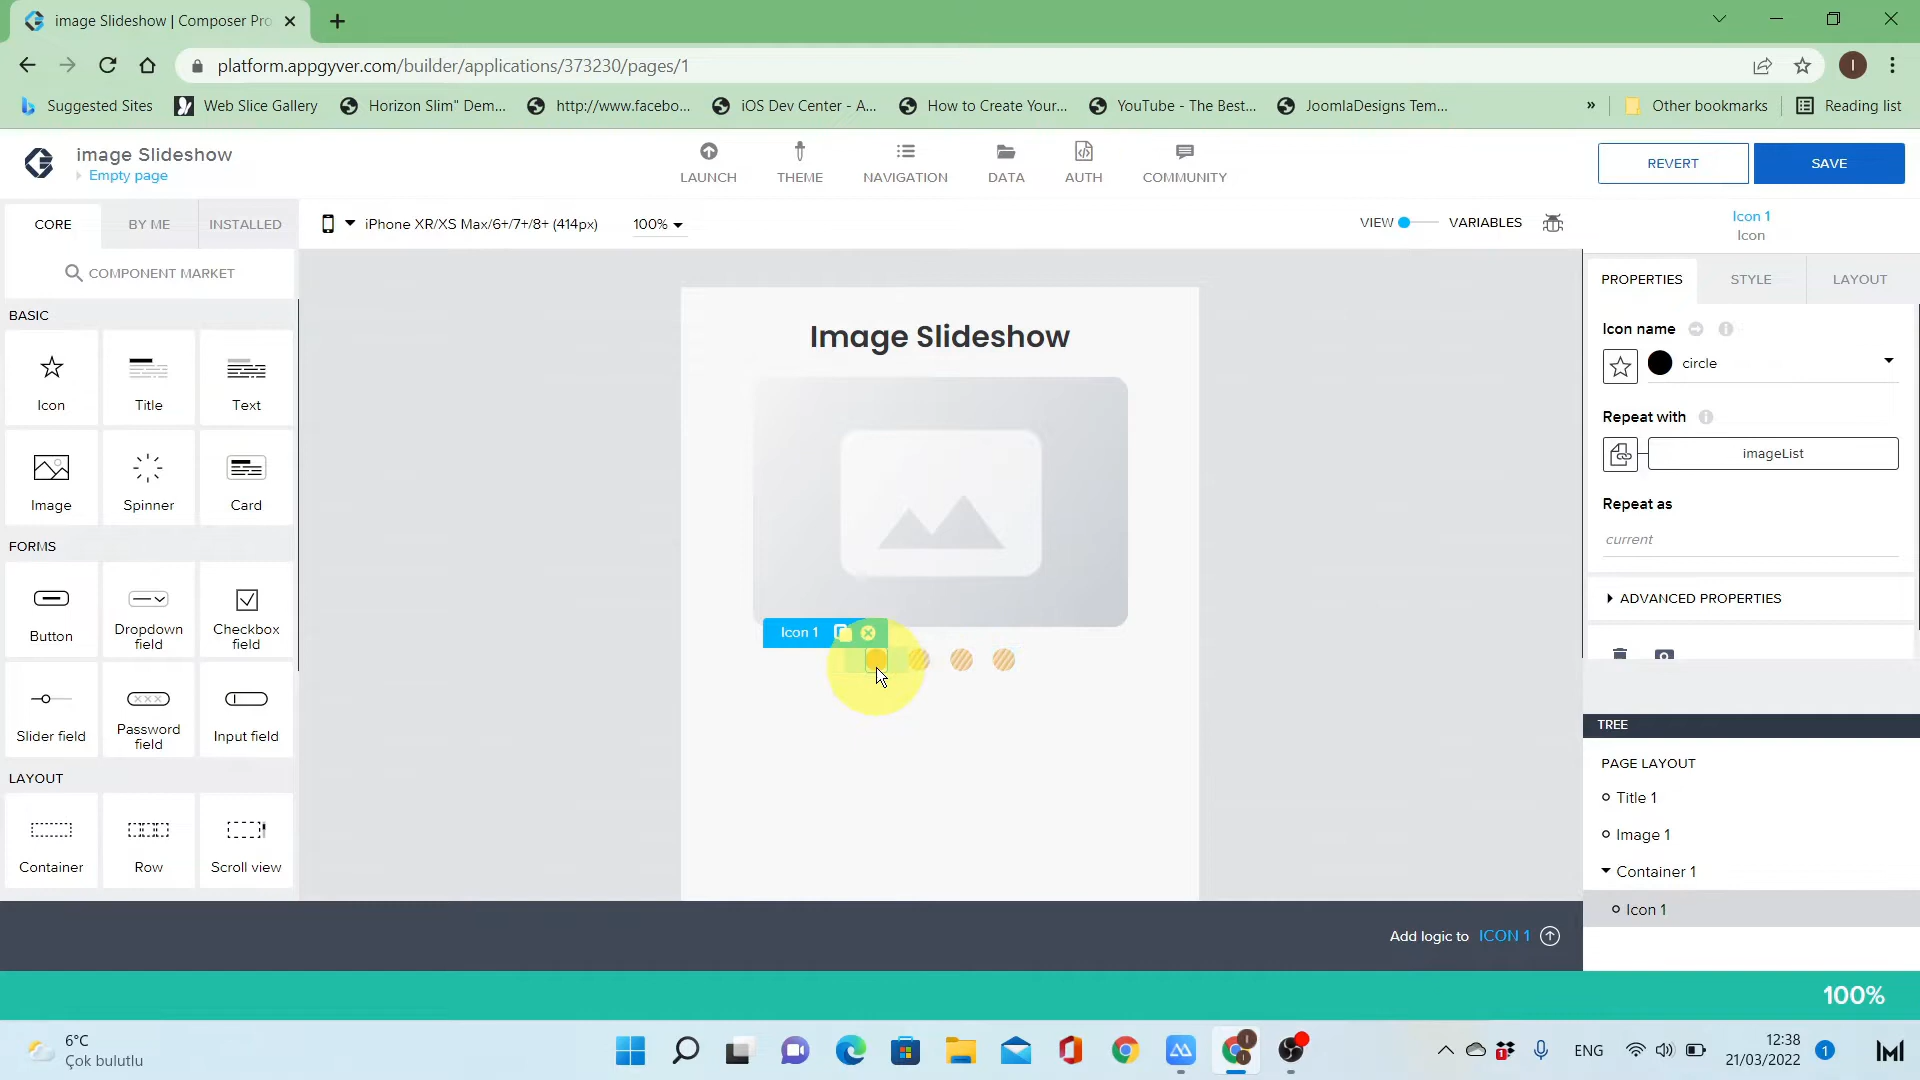 image Slideshow | Composer Pro
platform.appgyver.com/builder/applications/373230/pages/1
I
Suggested Sites
Web Slice Gallery
Horizon Slim" Dem...
http://www.facebo...
iOS Dev Center - A...
How to Create Your...
YouTube - The Best...
JoomlaDesigns Tem...
»
Other bookmarks
Reading list
image Slideshow
Empty page
LAUNCH
THEME
NAVIGATION
DATA
AUTH
COMMUNITY
REVERT
SAVE
CORE
BY ME
INSTALLED
iPhone XR/XS Max/6+/7+/8+ (414px)
100%
VIEW
VARIABLES
Icon 1
Icon
COMPONENT MARKET
PROPERTIES
STYLE
LAYOUT
BASIC
Icon
Title
Text
Image
Spinner
Card
FORMS
Button
Dropdown
field
Checkbox
field
Slider field
Password
field
Input field
LAYOUT
Container
Row
Scroll view
Image Slideshow
Icon 1
Icon name
circle
Repeat with
imageList
Repeat as
current
ADVANCED PROPERTIES
TREE
PAGE LAYOUT
Title 1
Image 1
Container 1
Icon 1
Add logic to ICON 1
100%
6°C
Çok bulutlu
1
ENG
12:38
21/03/2022
1